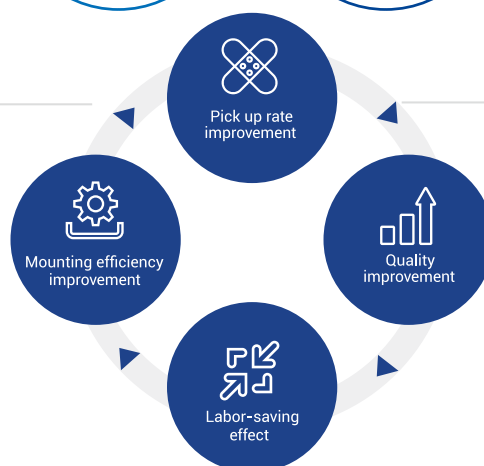 Pick up rate
improvement
Mounting efficiency
improvement
Quality
improvement
Labor-saving
effect